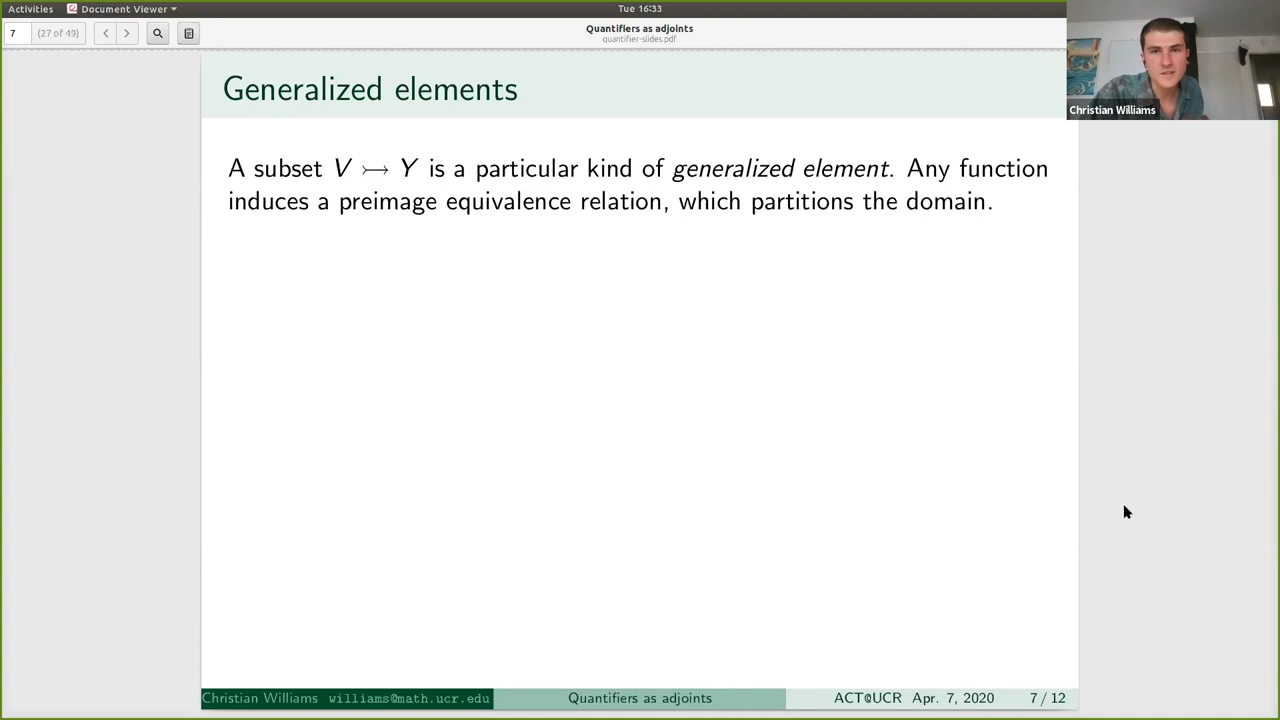 Activities Document Viewer Tue 16:33
7 (27 of 49) Quantifiers as adjoints
quantifier-slides.pdf
Christian Williams
Generalized elements
A subset V ↣ Y is a particular kind of generalized element. Any function
induces a preimage equivalence relation, which partitions the domain.
Christian Williams williams@math.ucr.edu Quantifiers as adjoints ACT@UCR Apr. 7, 2020 7 / 12